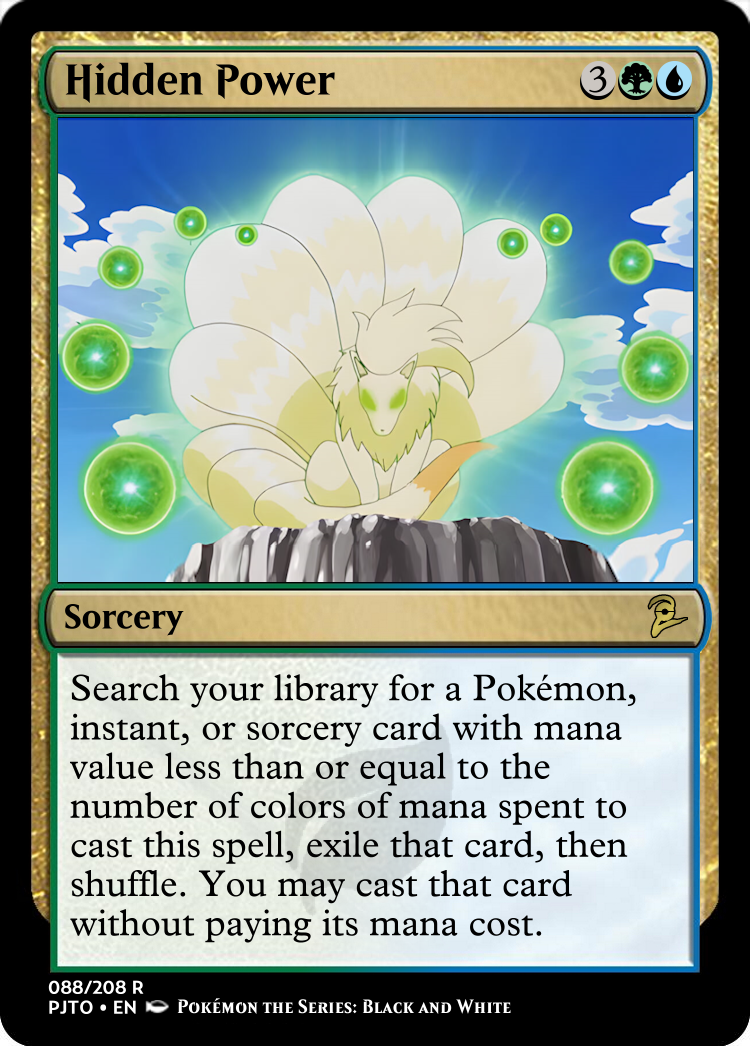 Hidden Power 3
Sorcery
Search your library for a Pokémon,
instant, or sorcery card with mana
value less than or equal to the
number of colors of mana spent to
cast this spell, exile that card, then
shuffle. You may cast that card
without paying its mana cost.
088/208 R
PJTO • EN Pokémon the Series: Black and White